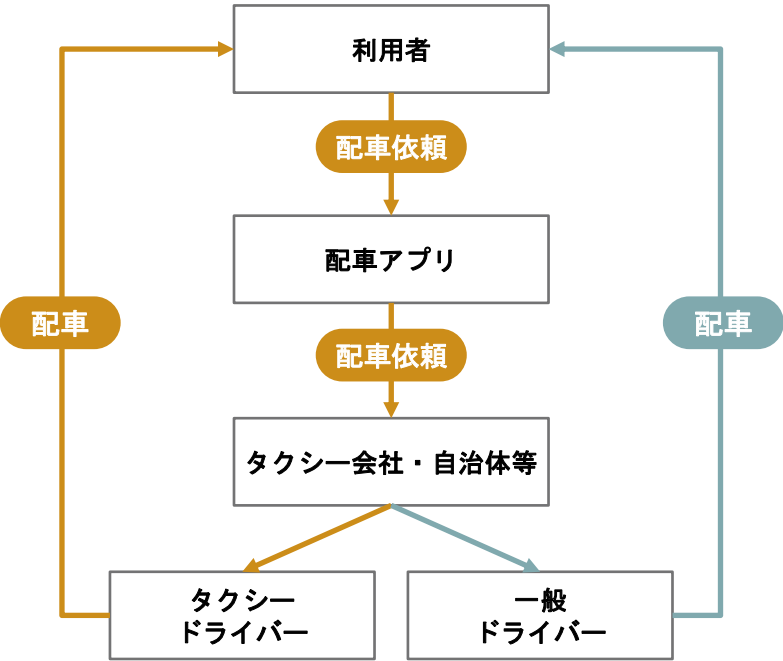 利用者
配車依頼
配車アプリ
配車
配車
配車依頼
タクシー会社・自治体等
タクシー
ドライバー
一般
ドライバー